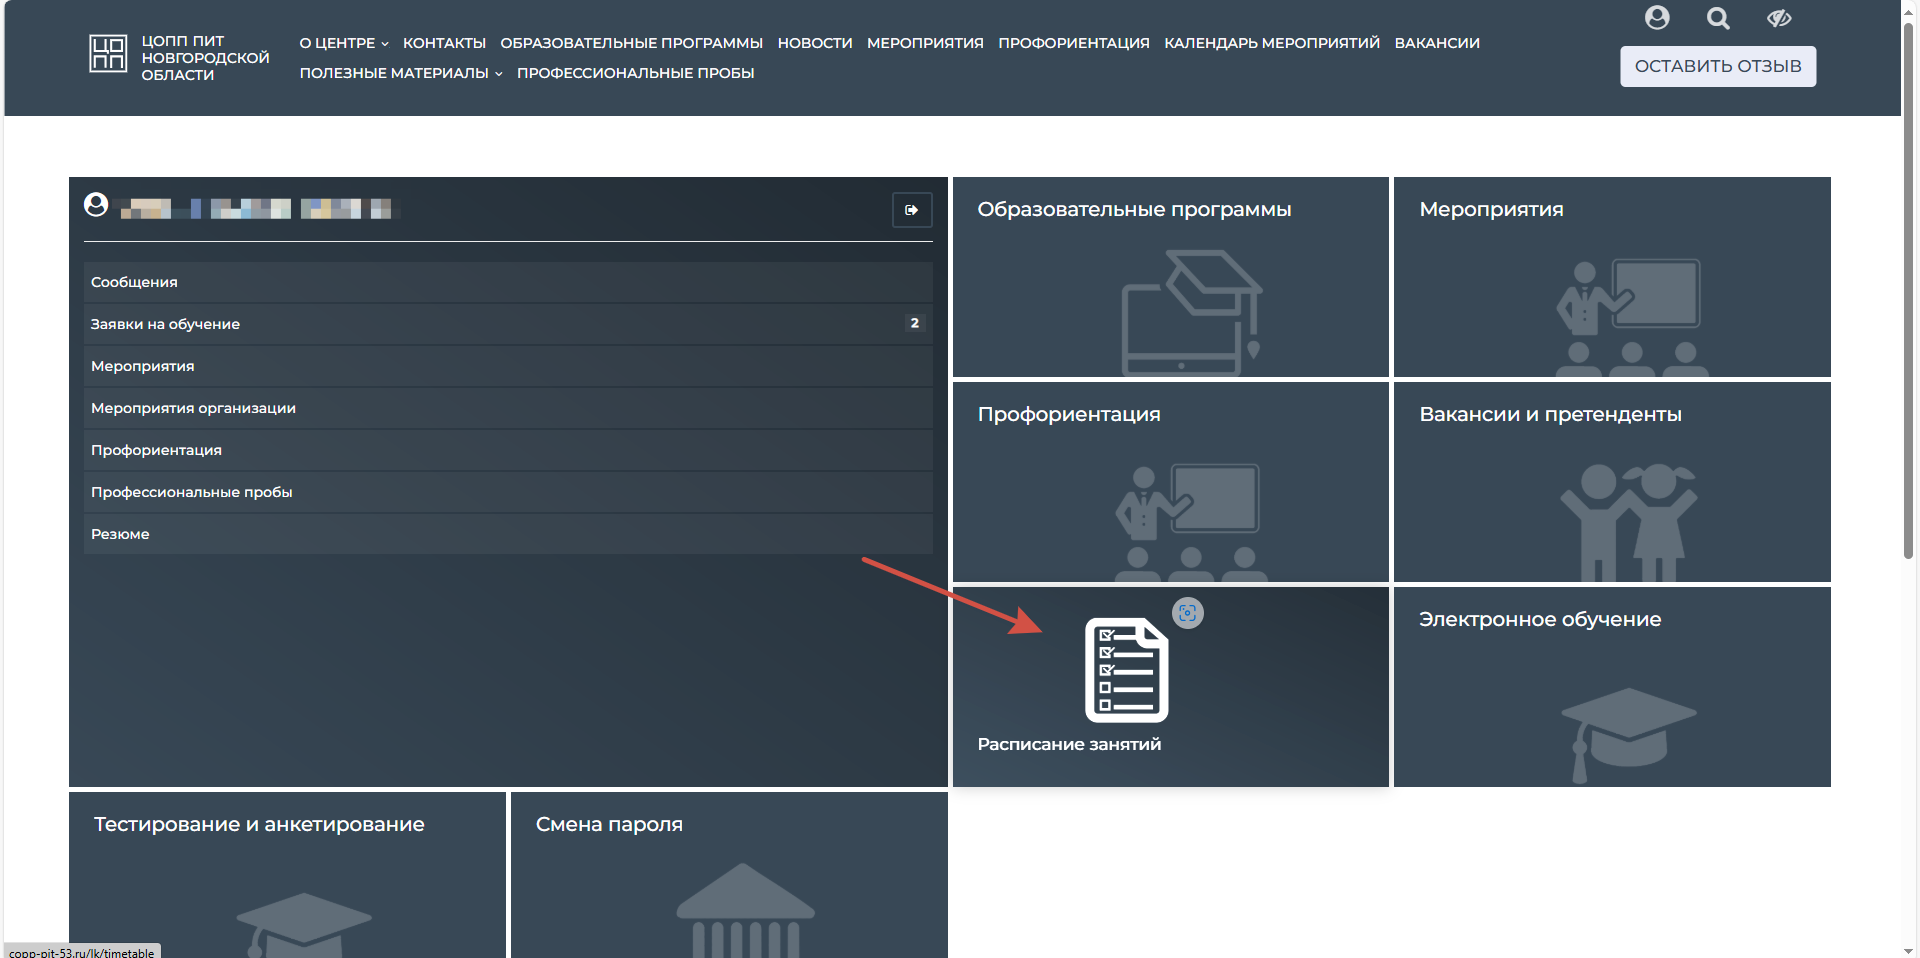 ЦОПП ПИТ
НОВГОРОДСКОЙ
ОБЛАСТИ
О ЦЕНТРЕ КОНТАКТЫ ОБРАЗОВАТЕЛЬНЫЕ ПРОГРАММЫ НОВОСТИ МЕРОПРИЯТИЯ ПРОФОРИЕНТАЦИЯ КАЛЕНДАРЬ МЕРОПРИЯТИЙ ВАКАНСИИ
ПОЛЕЗНЫЕ МАТЕРИАЛЫ ПРОФЕССИОНАЛЬНЫЕ ПРОБЫ
ОСТАВИТЬ ОТЗЫВ
Сообщения
Заявки на обучение 2
Мероприятия
Мероприятия организации
Профориентация
Профессиональные пробы
Резюме
Образовательные программы
Мероприятия
Профориентация
Вакансии и претенденты
Расписание занятий
Электронное обучение
Тестирование и анкетирование
Смена пароля
copp-pit-53.ru/lk/timetable